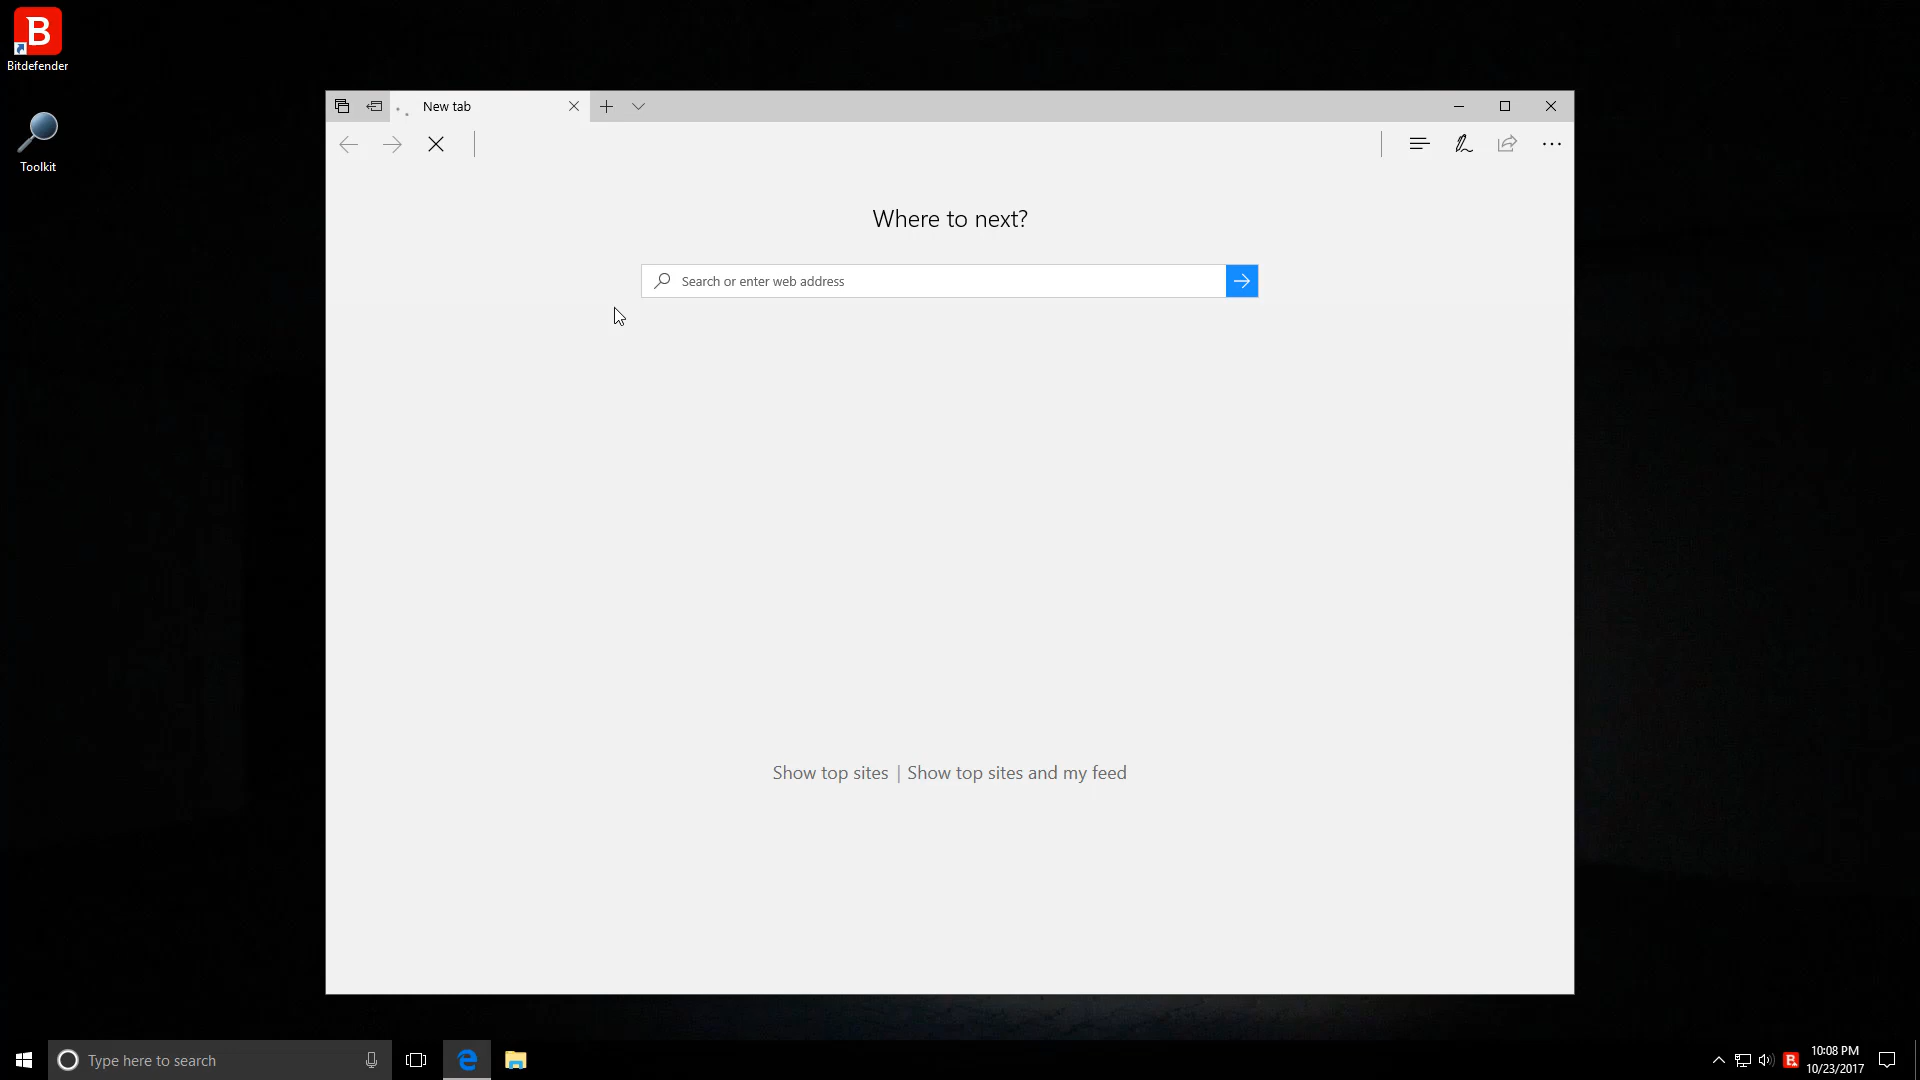 B
Bitdefender
Toolkit
New tab
Where to next?
Search or enter web address
Show top sites | Show top sites and my feed
Type here to search
B
10:08 PM
10/23/2017